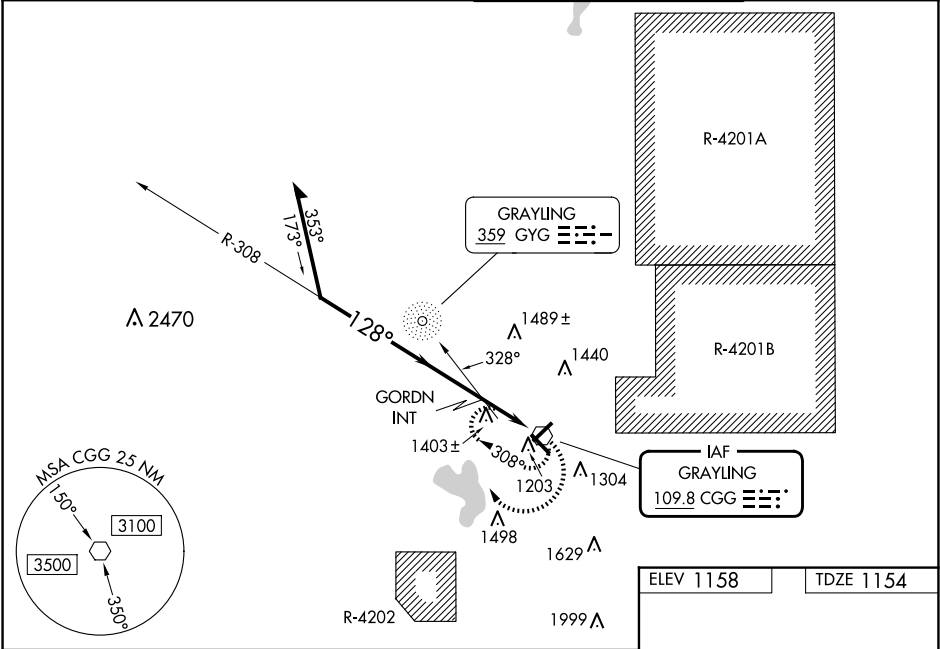 R-4201A
GRAYLING
359 GYG
353°
173°
R-308
2470
128°
1489 ±
R-4201B
328°
1440
GORDN
INT
1403 ±
308°
IAF
GRAYLING
109.8 CGG
1203
1304
MSA CGG 25 NM
150°
3100
3500
350°
1498
1629
ELEV 1158
TDZE 1154
R-4202
1999